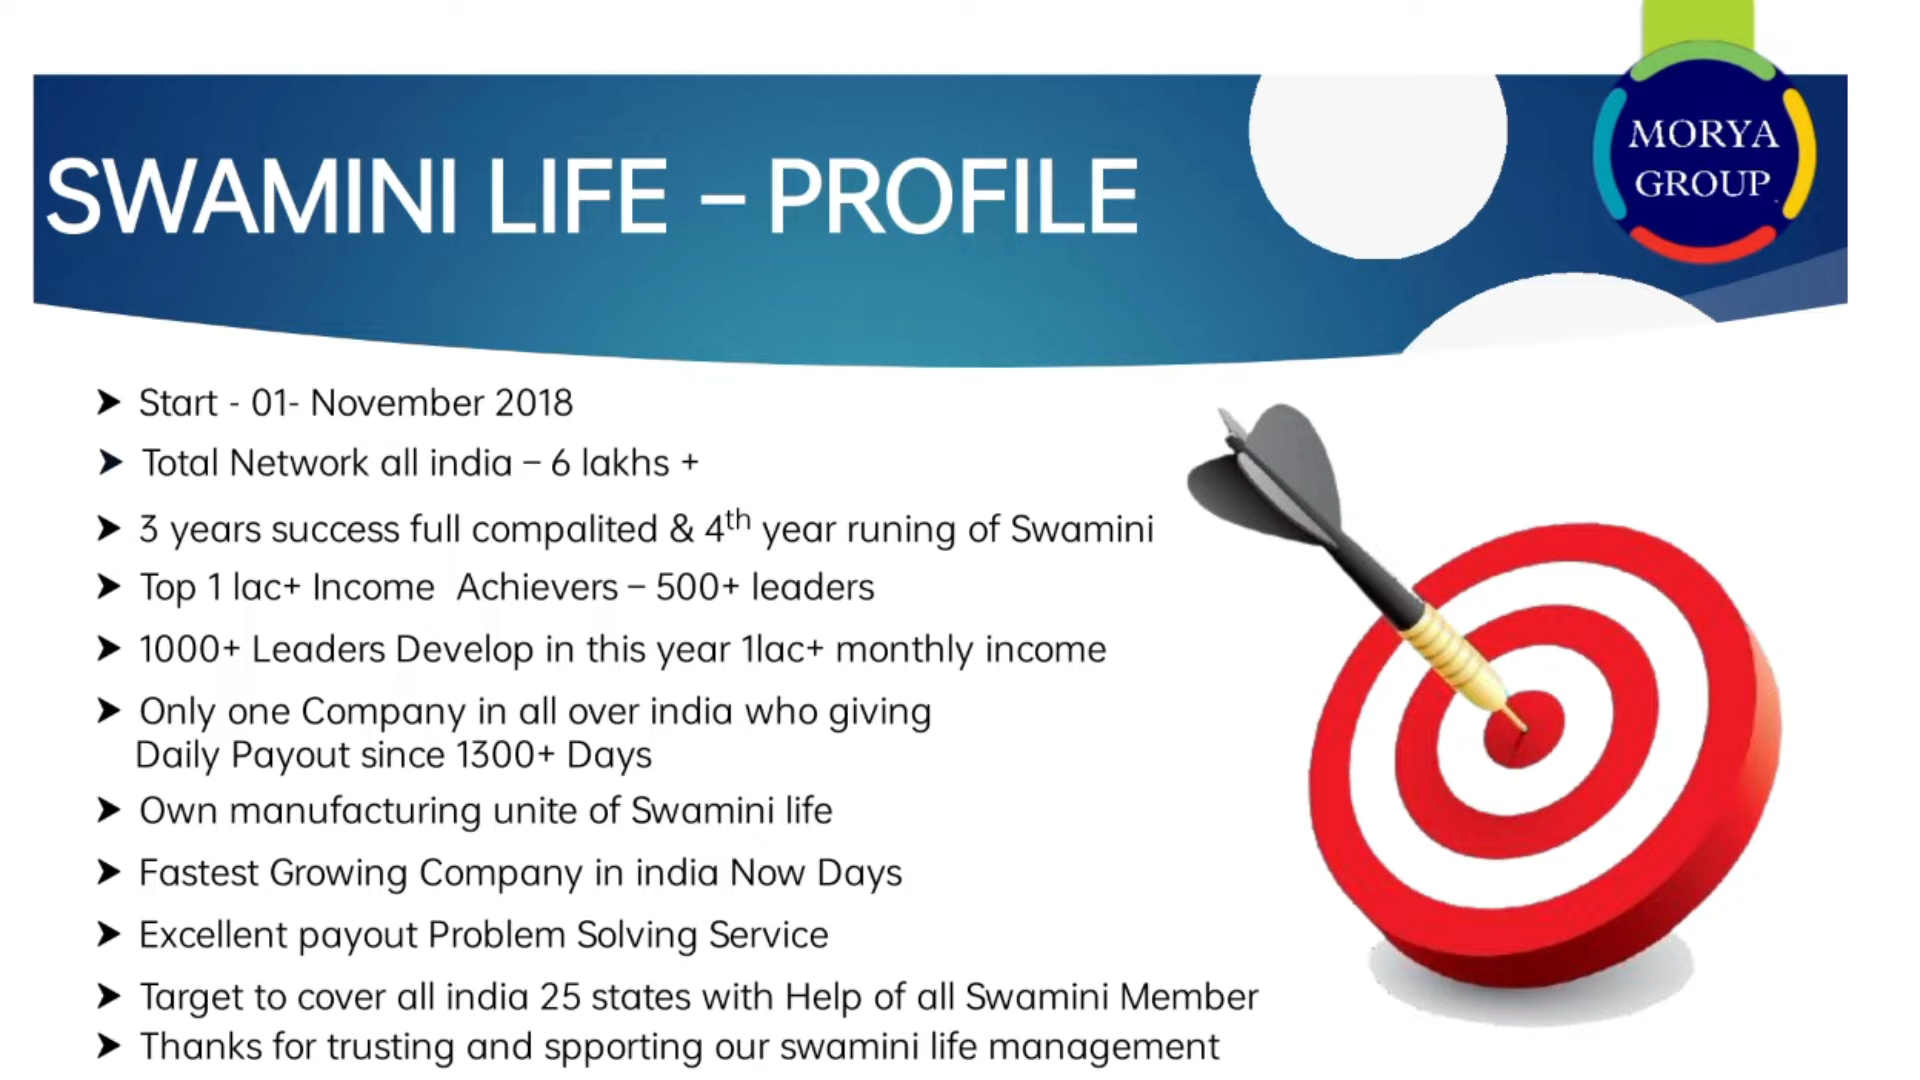 MORYA
GROUP
SWAMINI LIFE – PROFILE
➤ Start - 01- November 2018
➤ Total Network all india – 6 lakhs +
➤ 3 years success full compalited & 4th year runing of Swamini
➤ Top 1 lac+ Income Achievers – 500+ leaders
➤ 1000+ Leaders Develop in this year 1lac+ monthly income
➤ Only one Company in all over india who giving
Daily Payout since 1300+ Days
➤ Own manufacturing unite of Swamini life
➤ Fastest Growing Company in india Now Days
➤ Excellent payout Problem Solving Service
➤ Target to cover all india 25 states with Help of all Swamini Member
➤ Thanks for trusting and spporting our swamini life management